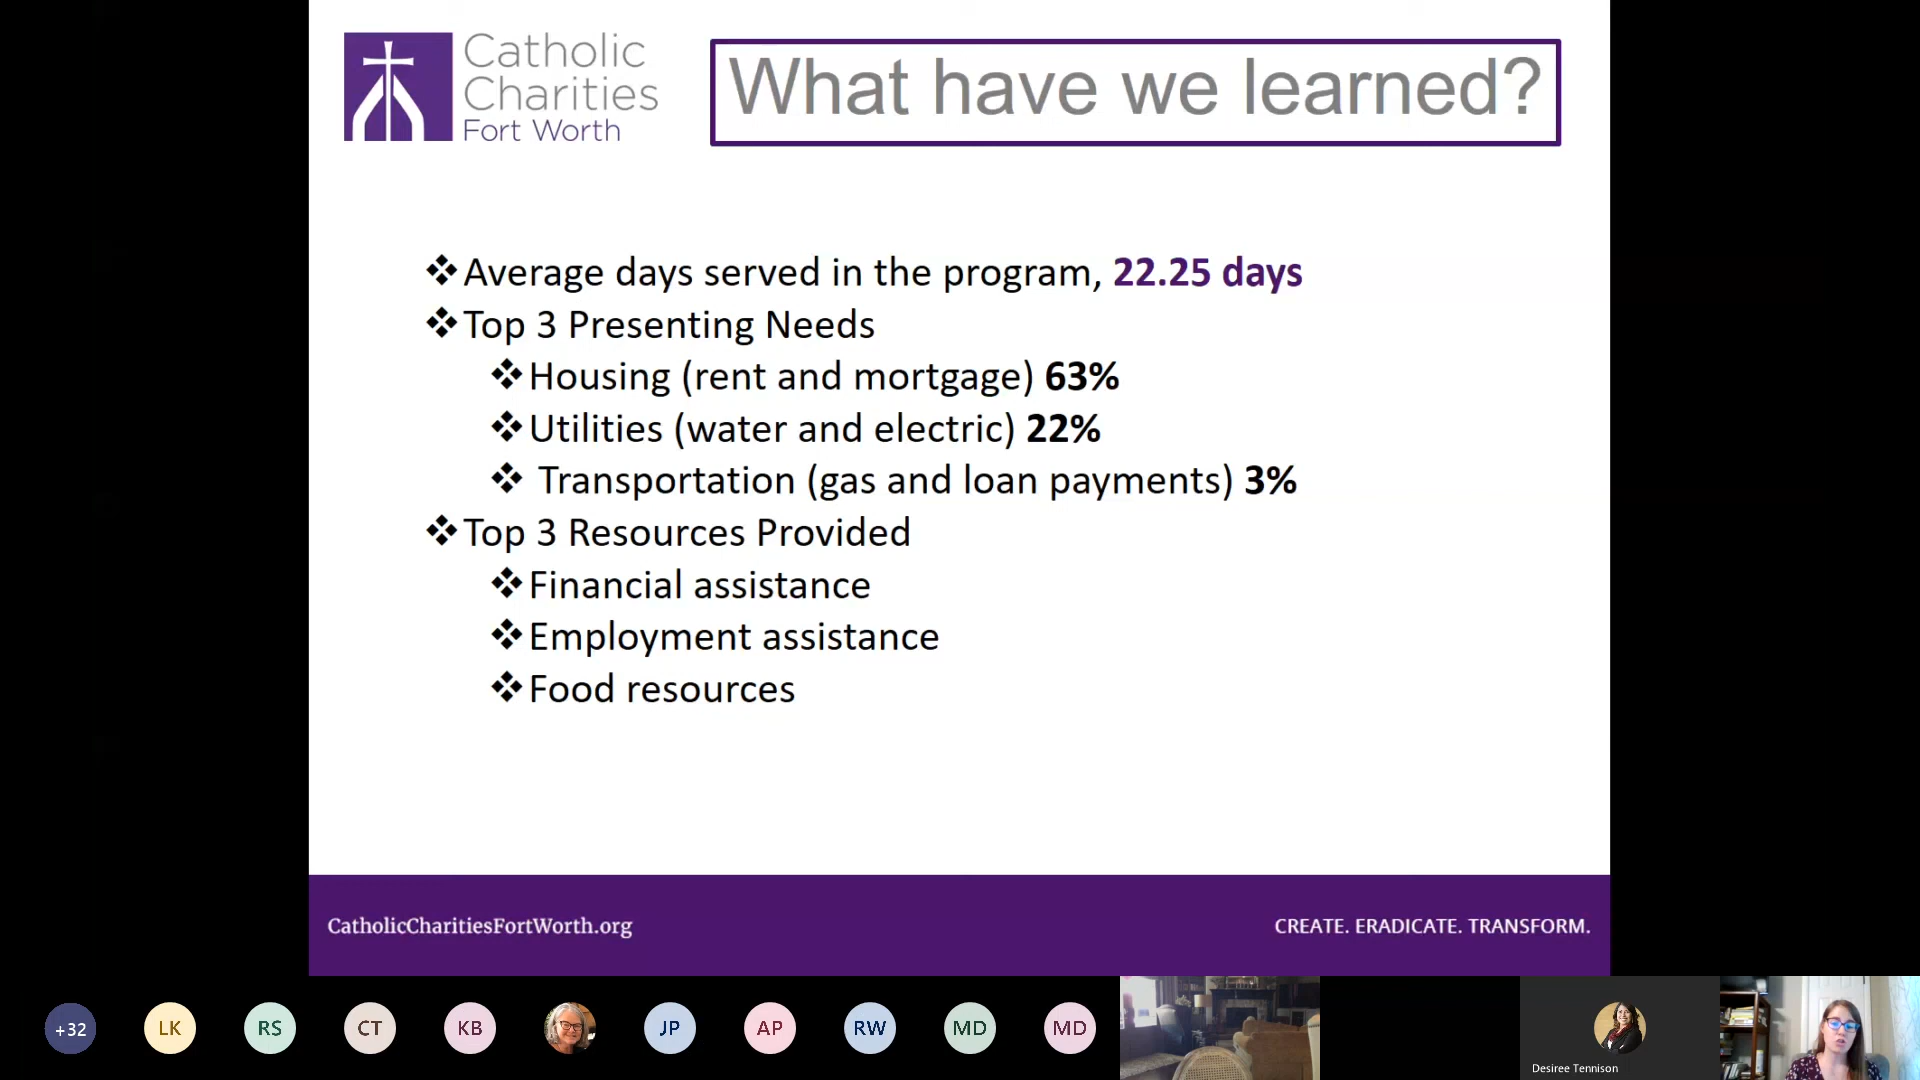 Catholic
Charities
Fort Worth
What have we learned?
❖Average days served in the program, 22.25 days
❖Top 3 Presenting Needs
❖Housing (rent and mortgage) 63%
❖Utilities (water and electric) 22%
❖ Transportation (gas and loan payments) 3%
❖Top 3 Resources Provided
❖Financial assistance
❖Employment assistance
❖Food resources
CatholicCharitiesFortWorth.org
CREATE. ERADICATE. TRANSFORM.
+32
LK
RS
CT
KB
JP
AP
RW
MD
MD
Desiree Tennison